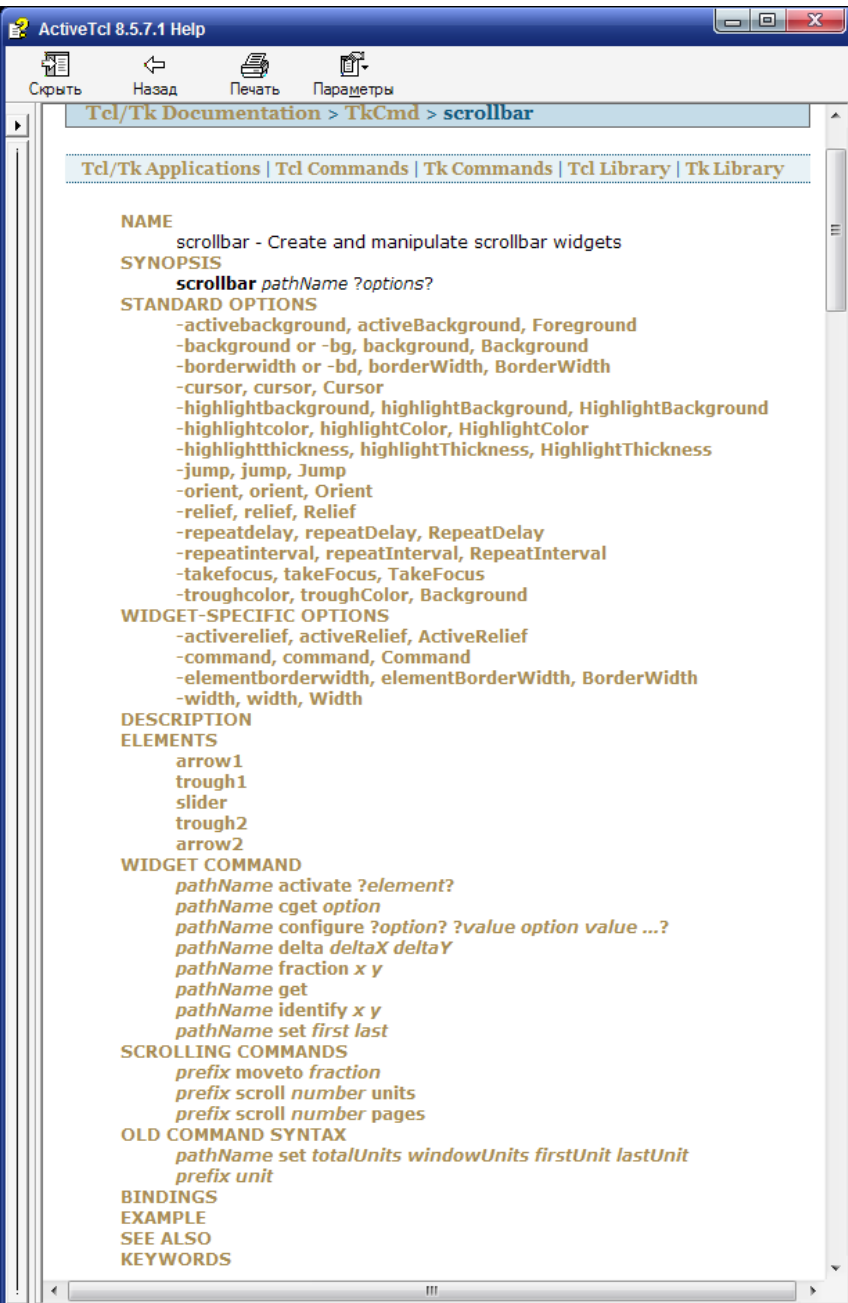 ActiveTcl 8.5.7.1 Help
Скрыть Назад Печать Параметры
Tcl/Tk Documentation > TkCmd > scrollbar
Tcl/Tk Applications | Tcl Commands | Tk Commands | Tcl Library | Tk Library
NAME
scrollbar - Create and manipulate scrollbar widgets
SYNOPSIS
scrollbar pathName ?options?
STANDARD OPTIONS
-activebackground, activeBackground, Foreground
-background or -bg, background, Background
-borderwidth or -bd, borderWidth, BorderWidth
-cursor, cursor, Cursor
-highlightbackground, highlightBackground, HighlightBackground
-highlightcolor, highlightColor, HighlightColor
-highlightthickness, highlightThickness, HighlightThickness
-jump, jump, Jump
-orient, orient, Orient
-relief, relief, Relief
-repeatdelay, repeatDelay, RepeatDelay
-repeatinterval, repeatInterval, RepeatInterval
-takefocus, takeFocus, TakeFocus
-troughcolor, troughColor, Background
WIDGET-SPECIFIC OPTIONS
-activerelief, activeRelief, ActiveRelief
-command, command, Command
-elementborderwidth, elementBorderWidth, BorderWidth
-width, width, Width
DESCRIPTION
ELEMENTS
arrow1
trough1
slider
trough2
arrow2
WIDGET COMMAND
pathName activate ?element?
pathName cget option
pathName configure ?option? ?value option value ...?
pathName delta deltaX deltaY
pathName fraction x y
pathName get
pathName identify x y
pathName set first last
SCROLLING COMMANDS
prefix moveto fraction
prefix scroll number units
prefix scroll number pages
OLD COMMAND SYNTAX
pathName set totalUnits windowUnits firstUnit lastUnit
prefix unit
BINDINGS
EXAMPLE
SEE ALSO
KEYWORDS